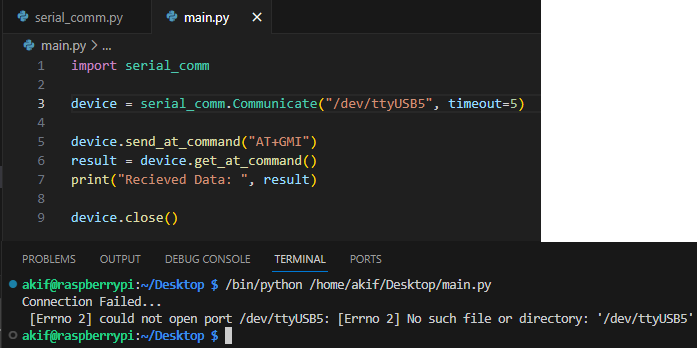 serial_comm.py
main.py
main.py > ...
1 import serial_comm
2
3 device = serial_comm.Communicate("/dev/ttyUSB5", timeout=5)
4
5 device.send_at_command("AT+GMI")
6 result = device.get_at_command()
7 print("Recieved Data: ", result)
8
9 device.close()
PROBLEMS OUTPUT DEBUG CONSOLE TERMINAL PORTS
akif@raspberrypi:~/Desktop $ /bin/python /home/akif/Desktop/main.py
Connection Failed...
[Errno 2] could not open port /dev/ttyUSB5: [Errno 2] No such file or directory: '/dev/ttyUSB5'
akif@raspberrypi:~/Desktop $